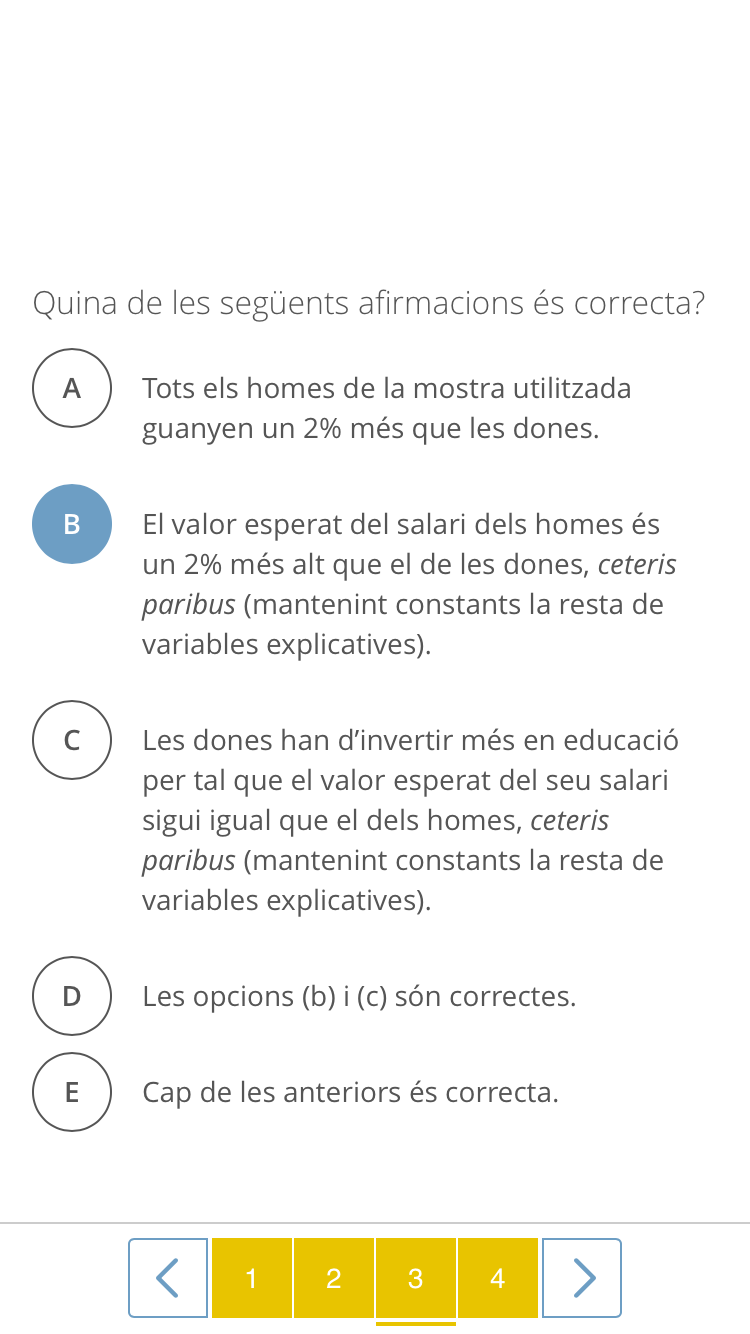 Quina de les següents afirmacions és correcta?
A
Tots els homes de la mostra utilitzada
guanyen un 2% més que les dones.
B
El valor esperat del salari dels homes és
un 2% més alt que el de les dones, ceteris
paribus (mantenint constants la resta de
variables explicatives).
C
Les dones han d’invertir més en educació
per tal que el valor esperat del seu salari
sigui igual que el dels homes, ceteris
paribus (mantenint constants la resta de
variables explicatives).
D
Les opcions (b) i (c) són correctes.
E
Cap de les anteriors és correcta.
1 2 3 4